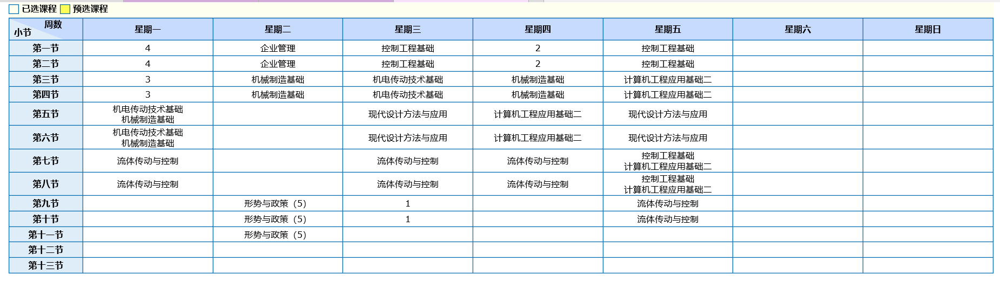 已选课程 预选课程
周数 小节 星期一 星期二 星期三 星期四 星期五 星期六 星期日
第一节 4 企业管理 控制工程基础 2 控制工程基础
第二节 4 企业管理 控制工程基础 2 控制工程基础
第三节 3 机械制造基础 机电传动技术基础 机械制造基础 计算机工程应用基础二
第四节 3 机械制造基础 机电传动技术基础 机械制造基础 计算机工程应用基础二
第五节 机电传动技术基础 机械制造基础 现代设计方法与应用 计算机工程应用基础二 现代设计方法与应用
第六节 机电传动技术基础 机械制造基础 现代设计方法与应用 计算机工程应用基础二 现代设计方法与应用
第七节 流体传动与控制 流体传动与控制 流体传动与控制 控制工程基础 计算机工程应用基础二
第八节 流体传动与控制 流体传动与控制 流体传动与控制 控制工程基础 计算机工程应用基础二
第九节 形势与政策（5） 1 流体传动与控制
第十节 形势与政策（5） 1 流体传动与控制
第十一节 形势与政策（5）
第十二节
第十三节